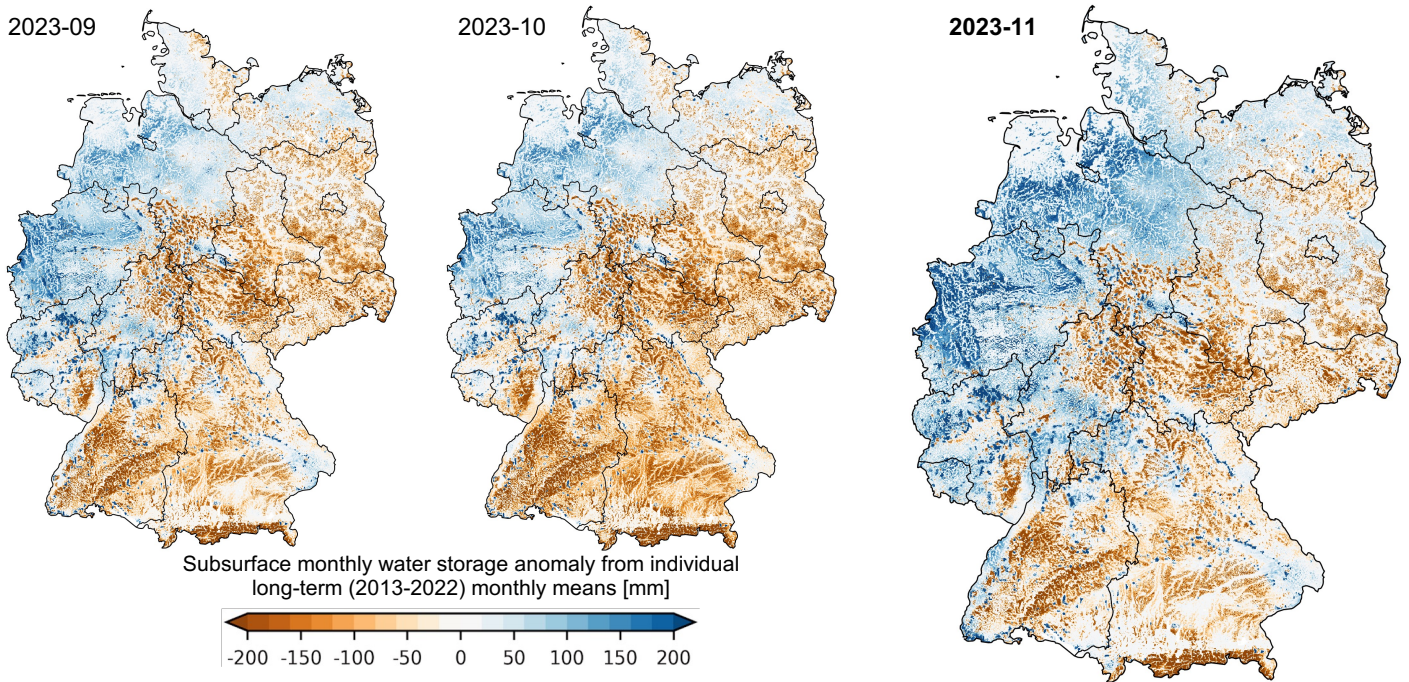 2023-09
2023-10
2023-11
Subsurface monthly water storage anomaly from individual
long-term (2013-2022) monthly means [mm]
-200 -150 -100 -50 0 50 100 150 200